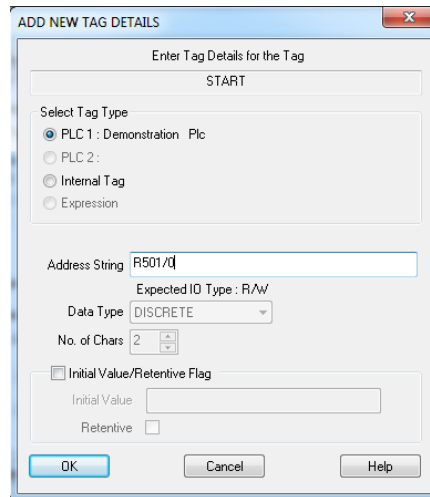 ADD NEW TAG DETAILS
Enter Tag Details for the Tag
START
Select Tag Type
PLC 1 : Demonstration Plc
PLC 2 :
Internal Tag
Expression
Address String R501/0
Expected IO Type : R/W
Data Type DISCRETE
No. of Chars 2
Initial Value/Retentive Flag
Initial Value
Retentive
OK Cancel Help